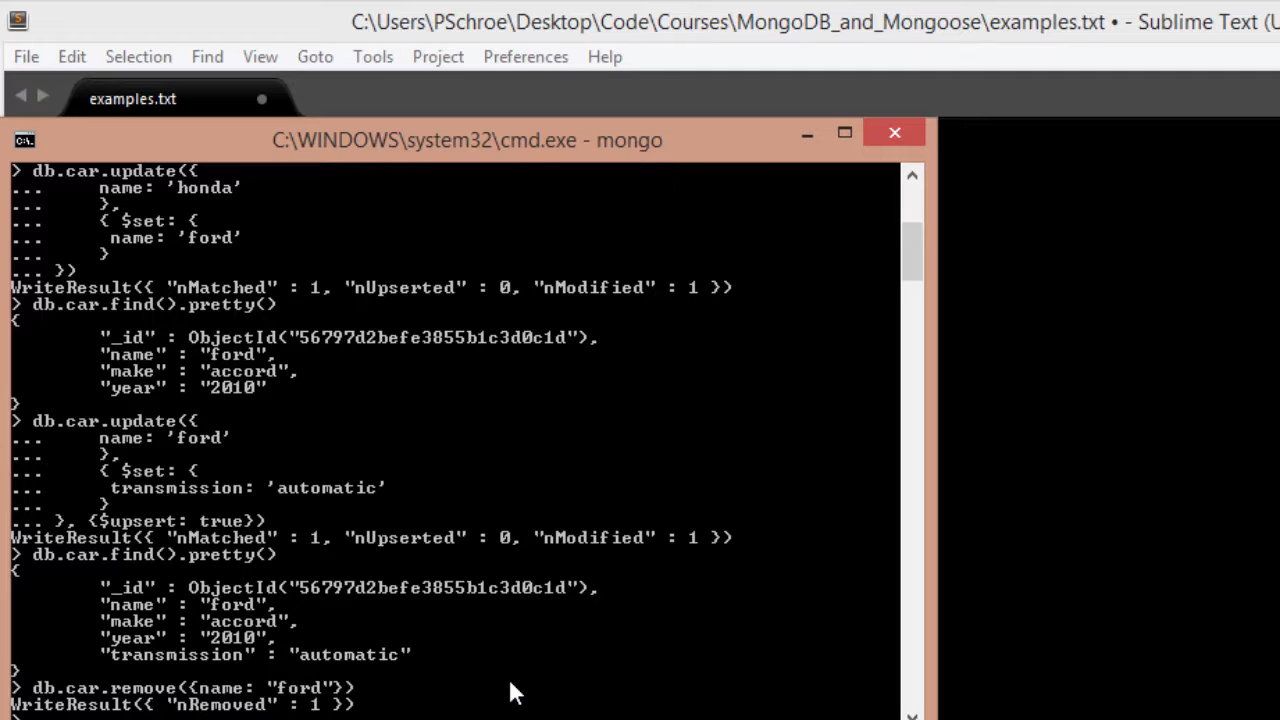 C:\Users\PSchroe\Desktop\Code\Courses\MongoDB_and_Mongoose\examples.txt • - Sublime Text (U
File Edit Selection Find View Goto Tools Project Preferences Help
examples.txt
C:\WINDOWS\system32\cmd.exe - mongo
> db.car.update({
...     name: 'honda'
...     },
...     { $set: {
...      name: 'ford'
...     }
... })
WriteResult({ "nMatched" : 1, "nUpserted" : 0, "nModified" : 1 })
> db.car.find().pretty()
{
        "_id" : ObjectId("56797d2befe3855b1c3d0c1d"),
        "name" : "ford",
        "make" : "accord",
        "year" : "2010"
}
> db.car.update({
...     name: 'ford'
...     },
...     { $set: {
...      transmission: 'automatic'
...     }
... }, {$upsert: true})
WriteResult({ "nMatched" : 1, "nUpserted" : 0, "nModified" : 1 })
> db.car.find().pretty()
{
        "_id" : ObjectId("56797d2befe3855b1c3d0c1d"),
        "name" : "ford",
        "make" : "accord",
        "year" : "2010",
        "transmission" : "automatic"
}
> db.car.remove({name: "ford"})
WriteResult({ "nRemoved" : 1 })